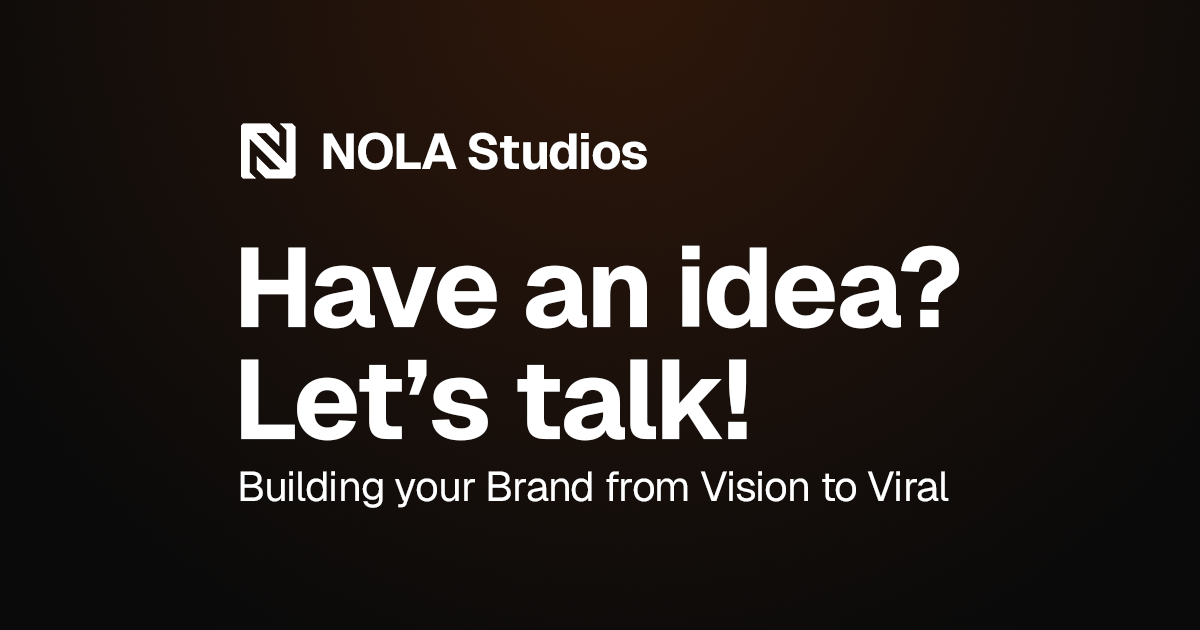 NOLA Studios
Have an idea?
Let’s talk!
Building your Brand from Vision to Viral